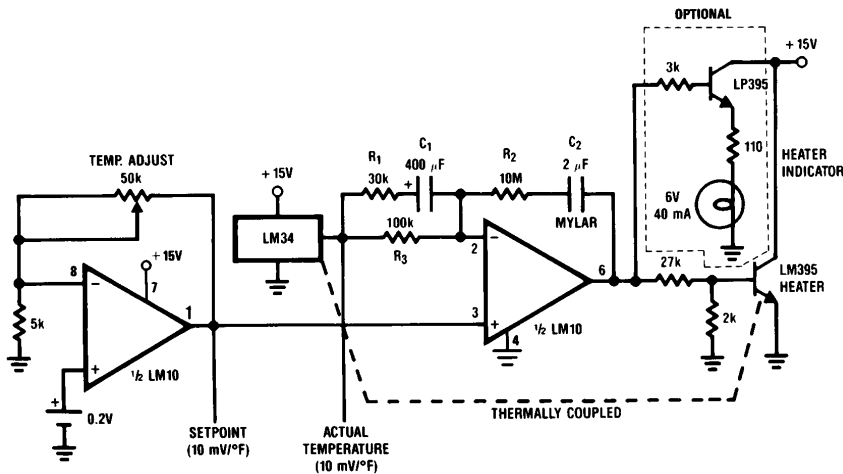 OPTIONAL
+ 15V
3k
LP395
110
HEATER
INDICATOR
6V
40 mA
TEMP. ADJUST
50k
+ 15V
R1
30k
C1
400 µF
+
R2
10M
C2
2 µF
MYLAR
LM34
100k
R3
+ 15V
8
−
7
1
5k
+
½ LM10
+
0.2V
2
−
6
3
+
4
½ LM10
27k
2k
LM395
HEATER
THERMALLY COUPLED
SETPOINT
(10 mV/°F)
ACTUAL
TEMPERATURE
(10 mV/°F)